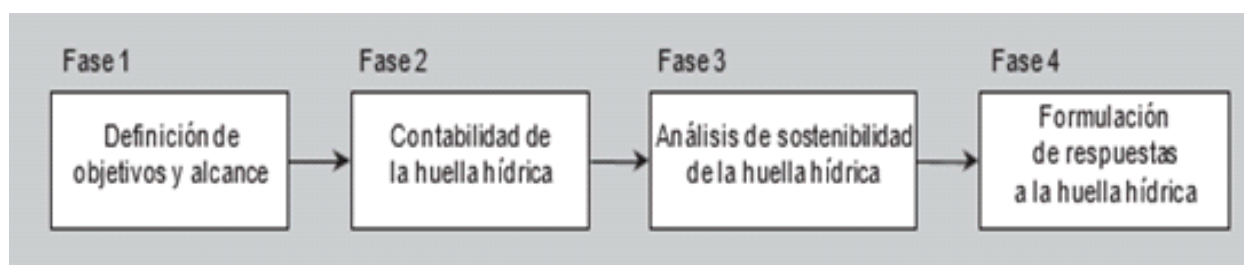 Fase 1
Definición de
objetivos y alcance
Fase 2
Contabilidad de
la huella hídrica
Fase 3
Análisis de sostenibilidad
de la huella hídrica
Fase 4
Formulación
de respuestas
a la huella hídrica